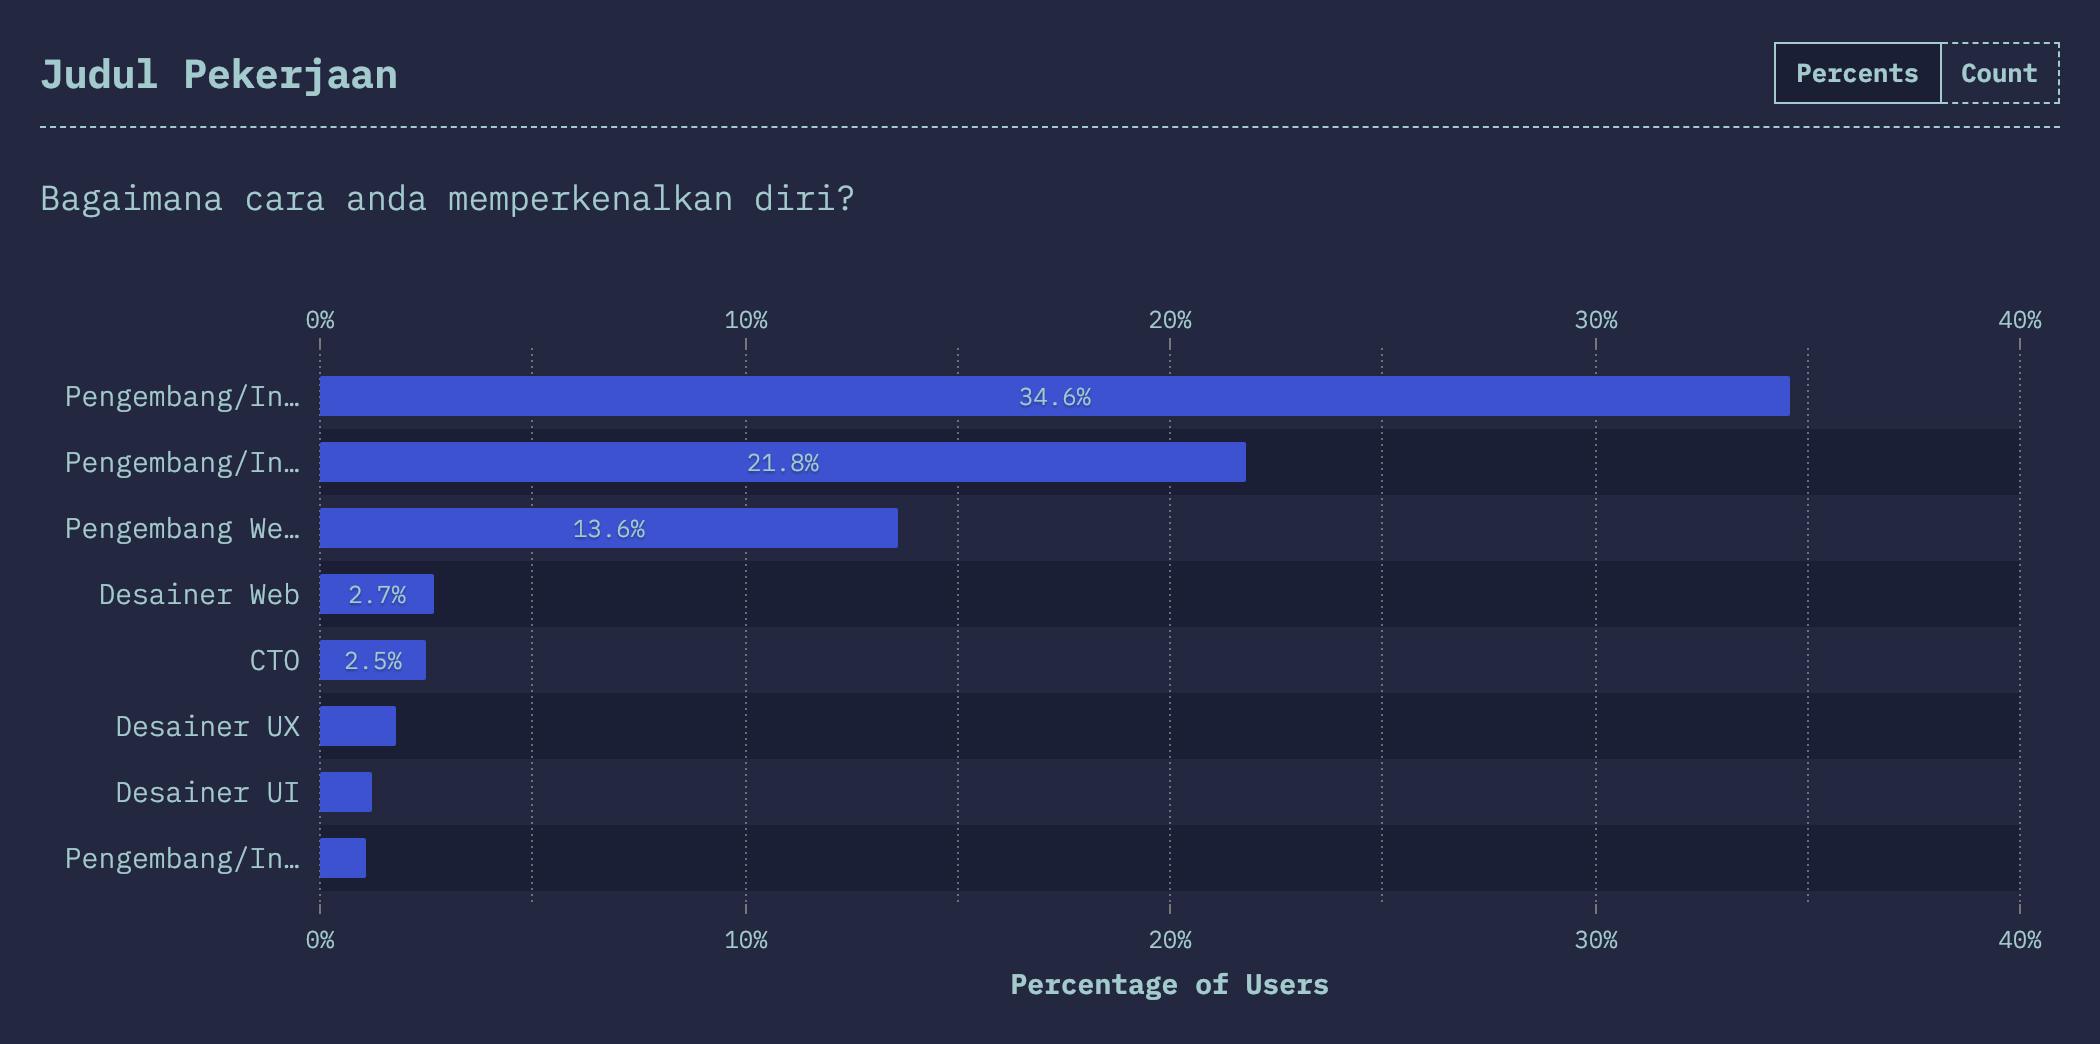 Judul Pekerjaan
Percents
Count
Bagaimana cara anda memperkenalkan diri?
0% 10% 20% 30% 40%
Pengembang/In… 34.6%
Pengembang/In… 21.8%
Pengembang We… 13.6%
Desainer Web 2.7%
CTO 2.5%
Desainer UX
Desainer UI
Pengembang/In…
0% 10% 20% 30% 40%
Percentage of Users